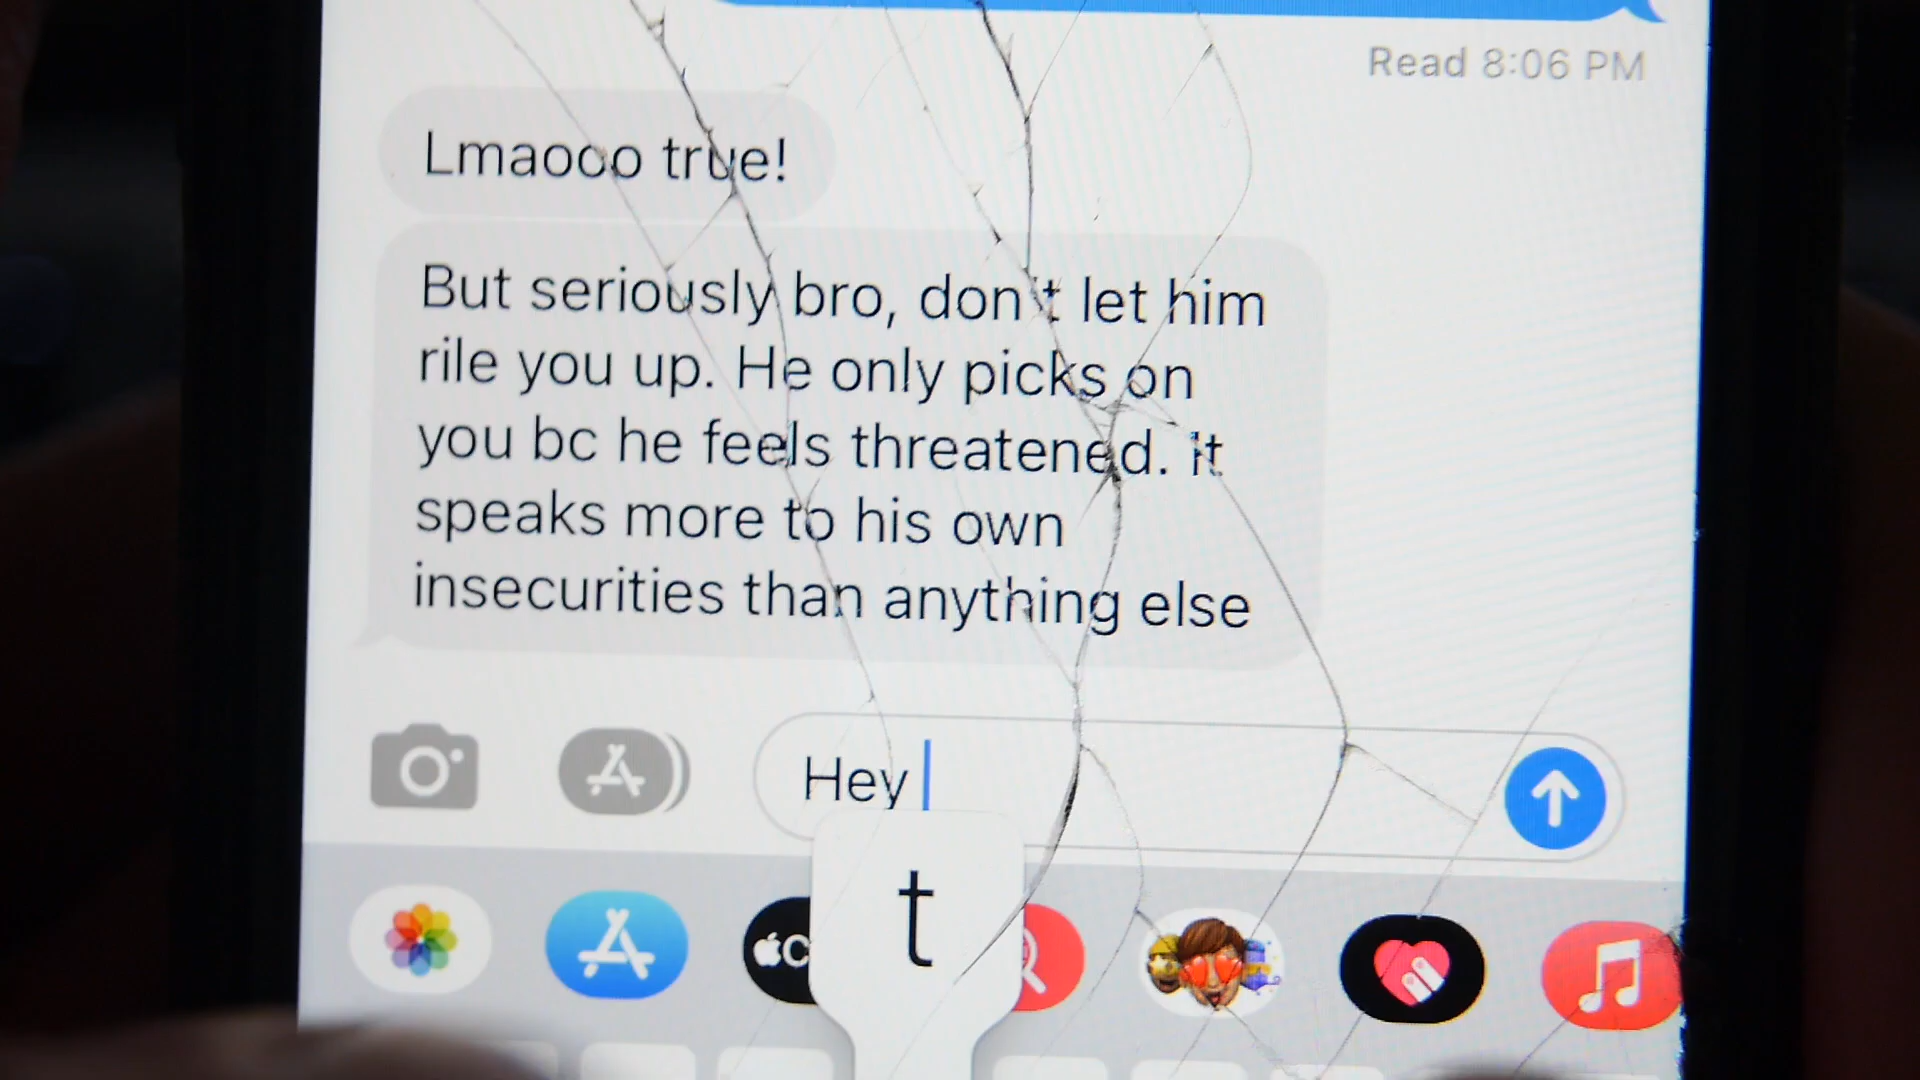 Read 8:06 PM
Lmaooo true!
But seriously bro, don't let him
rile you up. He only picks on
you bc he feels threatened. it
speaks more to his own
insecurities than anything else
Hey
t
C